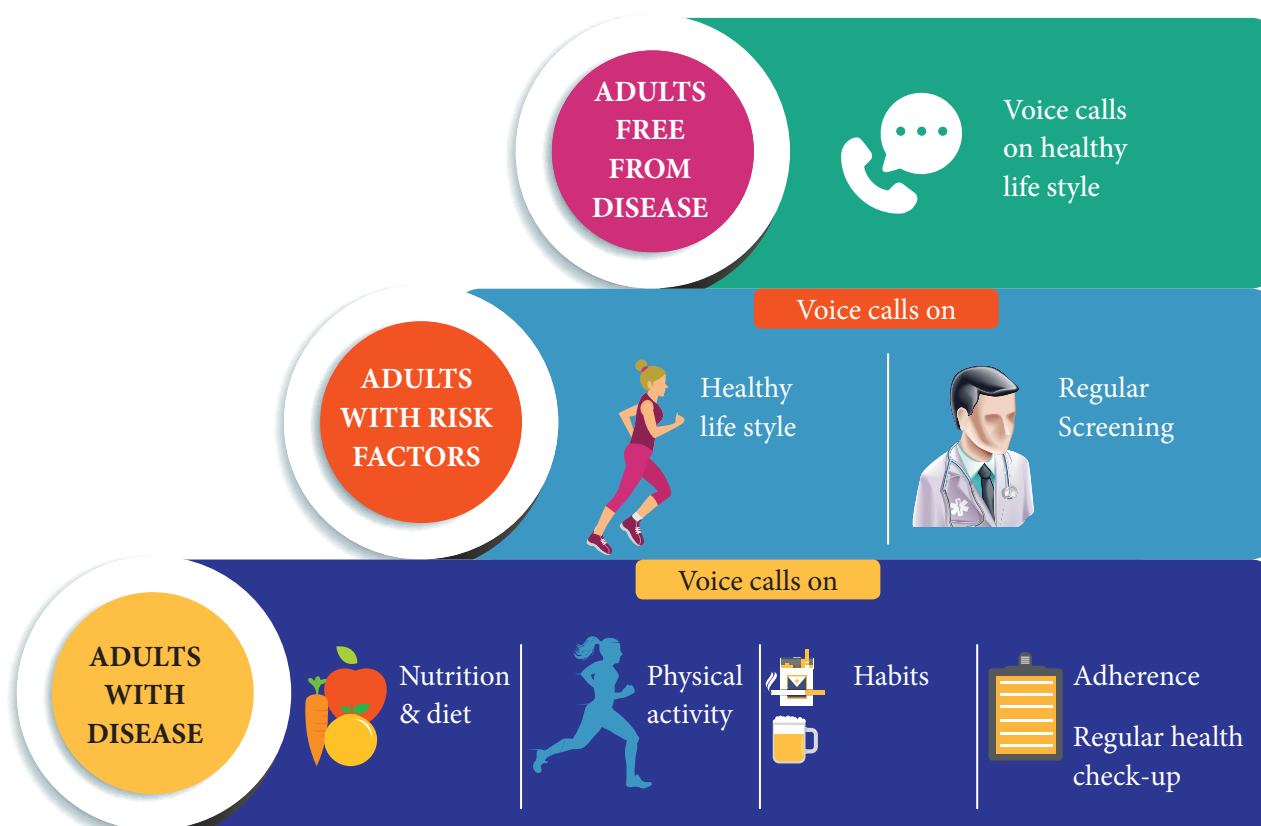 ADULTS
FREE
FROM
DISEASE
Voice calls
on healthy
life style
Voice calls on
ADULTS
WITH RISK
FACTORS
Healthy
life style
Regular
Screening
Voice calls on
ADULTS
WITH
DISEASE
Nutrition
& diet
Physical
activity
Habits
Adherence
Regular health
check-up